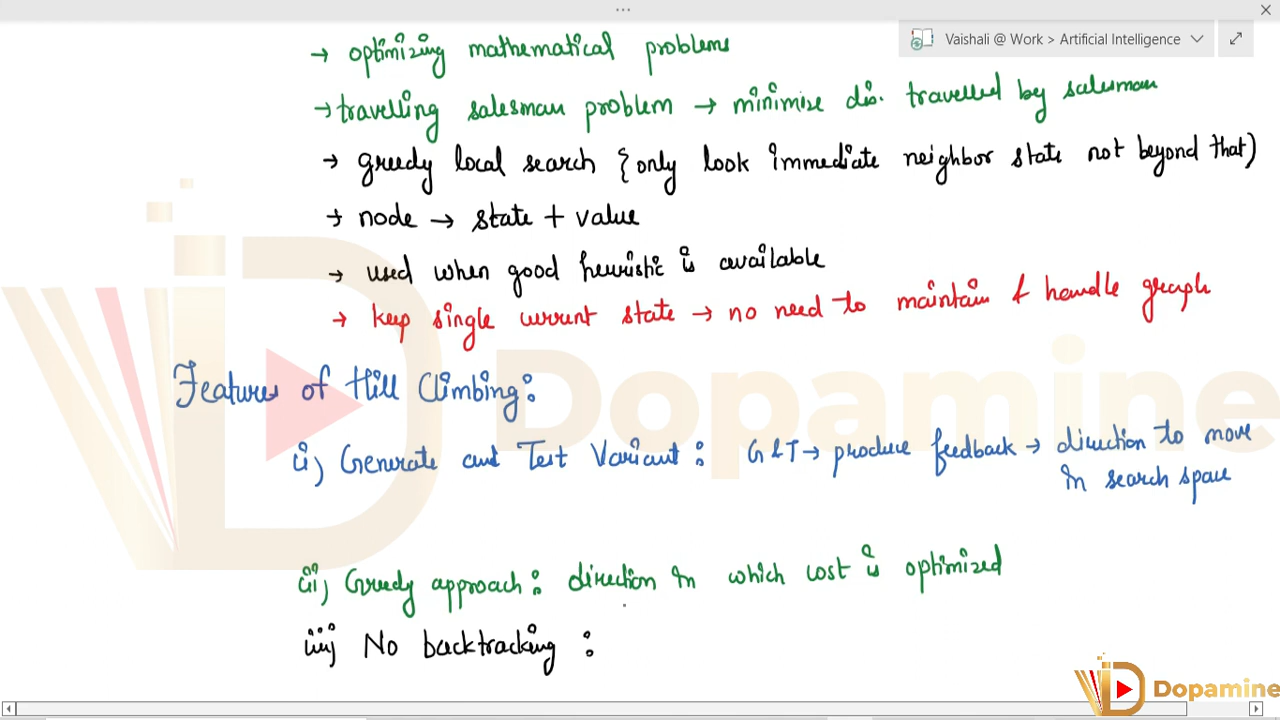 Vaishali @ Work > Artificial Intelligence
→ optimizing mathematical problems
→ travelling salesman problem → minimize dis. travelled by salesman
→ greedy local search {only look immediate neighbor state not beyond that)
→ node → state + value
→ used when good heuristic is available
→ keep single current state → no need to maintain & handle graph
Features of Hill Climbing:
i) Generate and Test Variant: G&T → produce feedback → direction to move
in search space
ii) Greedy approach: direction in which cost is optimized
iii) No backtracking:
Dopamine
Dopamine